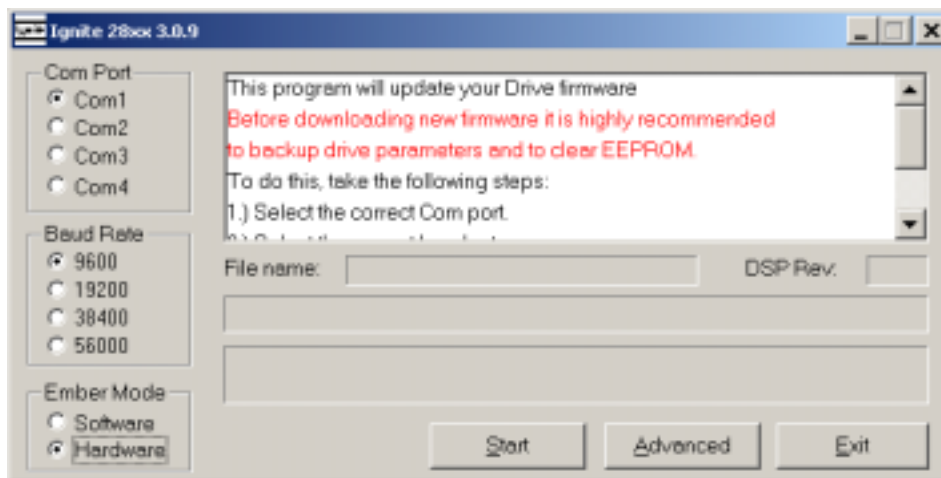 Ignite 28xx 3.0.9
Com Port
Com1
Com2
Com3
Com4
Baud Rate
9600
19200
38400
56000
Ember Mode
Software
Hardware
This program will update your Drive firmware
Before downloading new firmware it is highly recommended
to backup drive parameters and to clear EEPROM.
To do this, take the following steps:
1.) Select the correct Com port.
File name:
DSP Rev:
Start
Advanced
Exit